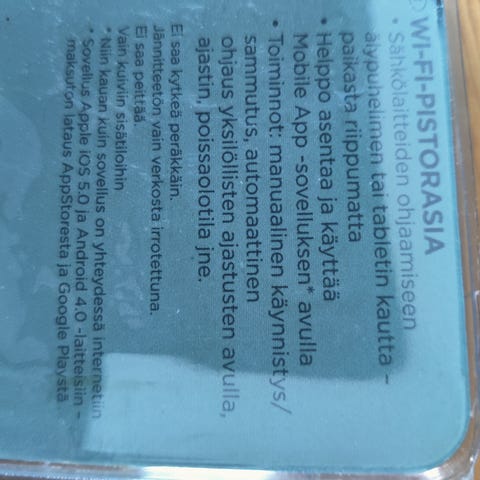 WI-FI-PISTORASIA
• Sähkölaitteiden ohjaamiseen
älypuhelimen tai tabletin kautta –
paikasta riippumatta
• Helppo asentaa ja käyttää
Mobile App -sovelluksen* avulla
• Toiminnot: manuaalinen käynnistys/
sammutus, automaattinen
ohjaus yksilöllisten ajastusten avulla,
ajastin, poissaolotila jne.
Ei saa kytkeä peräkkäin.
Jännitteetön vain verkosta irrotettuna.
Ei saa peittää.
Vain kuiviin sisätiloihin
* Niin kauan kuin sovellus on yhteydessä internetiin
* Sovellus Apple iOS 5.0 ja Android 4.0 -laitteisiin –
maksuton lataus AppStoresta ja Google Playstä